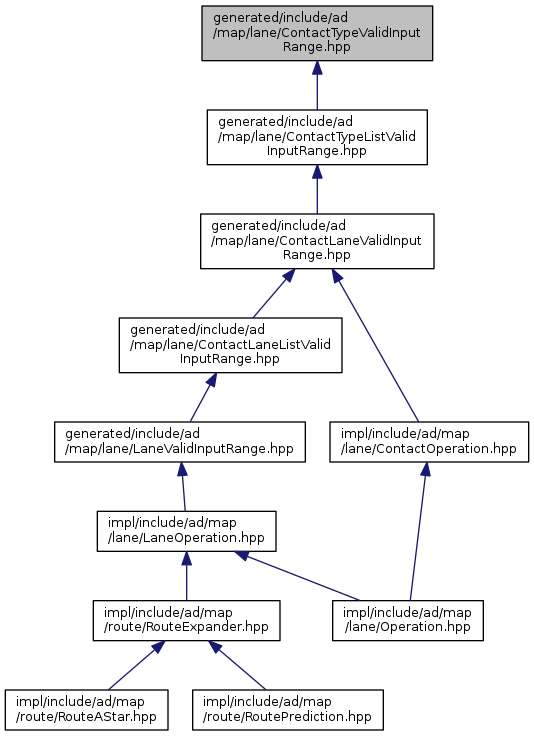 generated/include/ad
/map/lane/ContactTypeValidInput
Range.hpp
generated/include/ad
/map/lane/ContactTypeListValid
InputRange.hpp
generated/include/ad
/map/lane/ContactLaneValidInput
Range.hpp
generated/include/ad
/map/lane/ContactLaneListValid
InputRange.hpp
generated/include/ad
/map/lane/LaneValidInputRange.hpp
impl/include/ad/map
/lane/ContactOperation.hpp
impl/include/ad/map
/lane/LaneOperation.hpp
impl/include/ad/map
/route/RouteExpander.hpp
impl/include/ad/map
/lane/Operation.hpp
impl/include/ad/map
/route/RouteAStar.hpp
impl/include/ad/map
/route/RoutePrediction.hpp